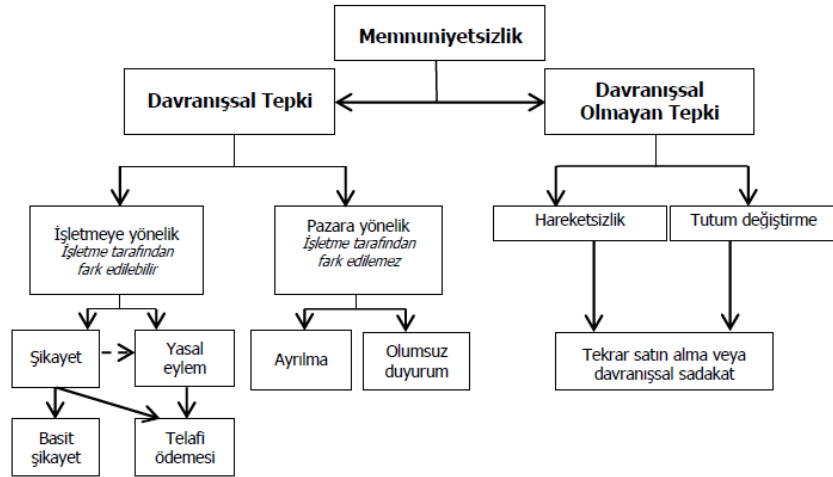 Memnuniyetsizlik
Davranışsal Tepki
Davranışsal
Olmayan Tepki
İşletmeye yönelik
İşletme tarafından
fark edilebilir
Pazara yönelik
İşletme tarafından
fark edilemez
Hareketsizlik
Tutum değiştirme
Şikayet
Yasal
eylem
Ayrılma
Olumsuz
duyurum
Tekrar satın alma veya
davranışsal sadakat
Basit
şikayet
Telafi
ödemesi